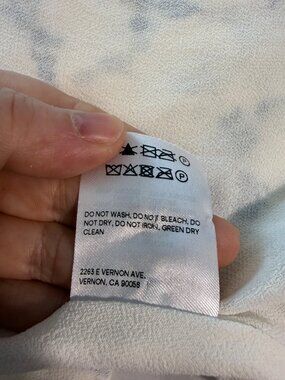 P
P
DO NOT WASH, DO NOT BLEACH, DO
NOT DRY, DO NOT IRON, GREEN DRY
CLEAN
2263 E VERNON AVE.
VERNON, CA 90058